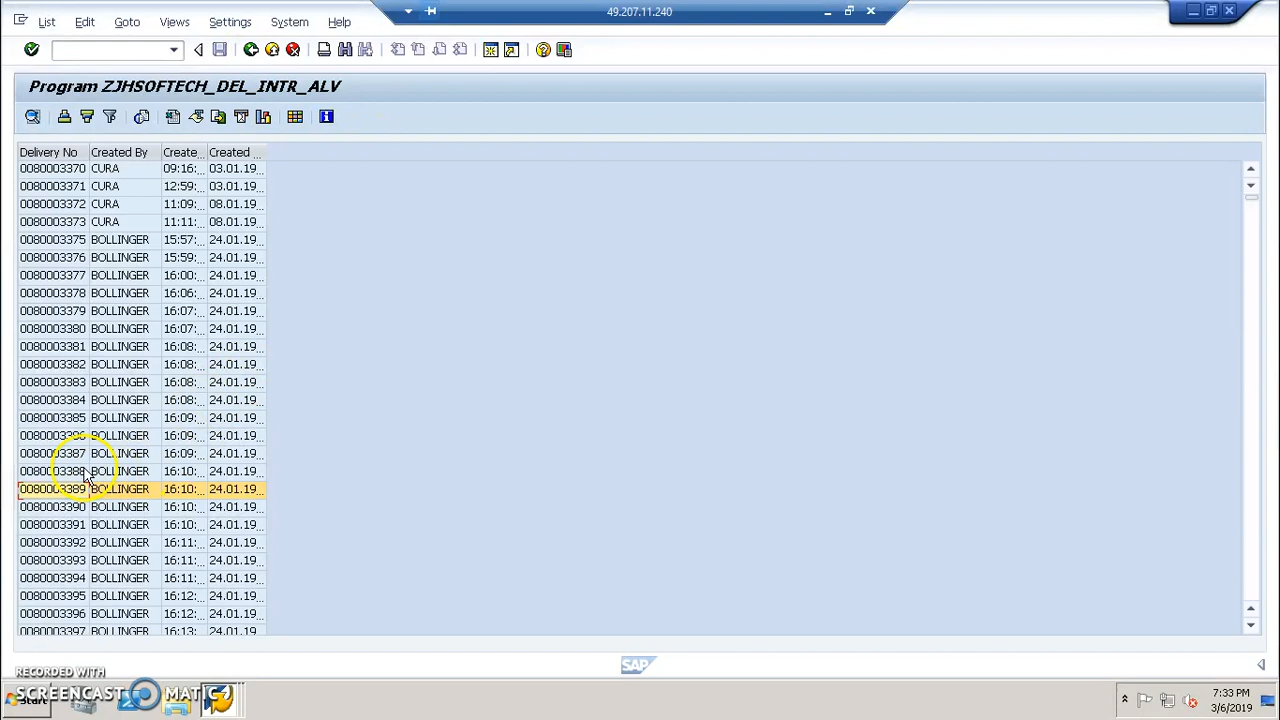 49.207.11.240
List Edit Goto Views Settings System Help
Program ZJHSOFTECH_DEL_INTR_ALV
Delivery No Created By Create... Created ...
0080003370 CURA 09:16:... 03.01.19...
0080003371 CURA 12:59:... 03.01.19...
0080003372 CURA 11:09:... 08.01.19...
0080003373 CURA 11:11:... 08.01.19...
0080003375 BOLLINGER 15:57:... 24.01.19...
0080003376 BOLLINGER 15:59:... 24.01.19...
0080003377 BOLLINGER 16:00:... 24.01.19...
0080003378 BOLLINGER 16:06:... 24.01.19...
0080003379 BOLLINGER 16:07:... 24.01.19...
0080003380 BOLLINGER 16:07:... 24.01.19...
0080003381 BOLLINGER 16:08:... 24.01.19...
0080003382 BOLLINGER 16:08:... 24.01.19...
0080003383 BOLLINGER 16:08:... 24.01.19...
0080003384 BOLLINGER 16:08:... 24.01.19...
0080003385 BOLLINGER 16:09:... 24.01.19...
0080003386 BOLLINGER 16:09:... 24.01.19...
0080003387 BOLLINGER 16:09:... 24.01.19...
0080003388 BOLLINGER 16:10:... 24.01.19...
0080003389 BOLLINGER 16:10:... 24.01.19...
0080003390 BOLLINGER 16:10:... 24.01.19...
0080003391 BOLLINGER 16:10:... 24.01.19...
0080003392 BOLLINGER 16:11:... 24.01.19...
0080003393 BOLLINGER 16:11:... 24.01.19...
0080003394 BOLLINGER 16:11:... 24.01.19...
0080003395 BOLLINGER 16:12:... 24.01.19...
0080003396 BOLLINGER 16:12:... 24.01.19...
0080003397 BOLLINGER 16:13:... 24.01.19...
SAP
RECORDED WITH
SCREENCAST MATIC
Start
7:33 PM
3/6/2019